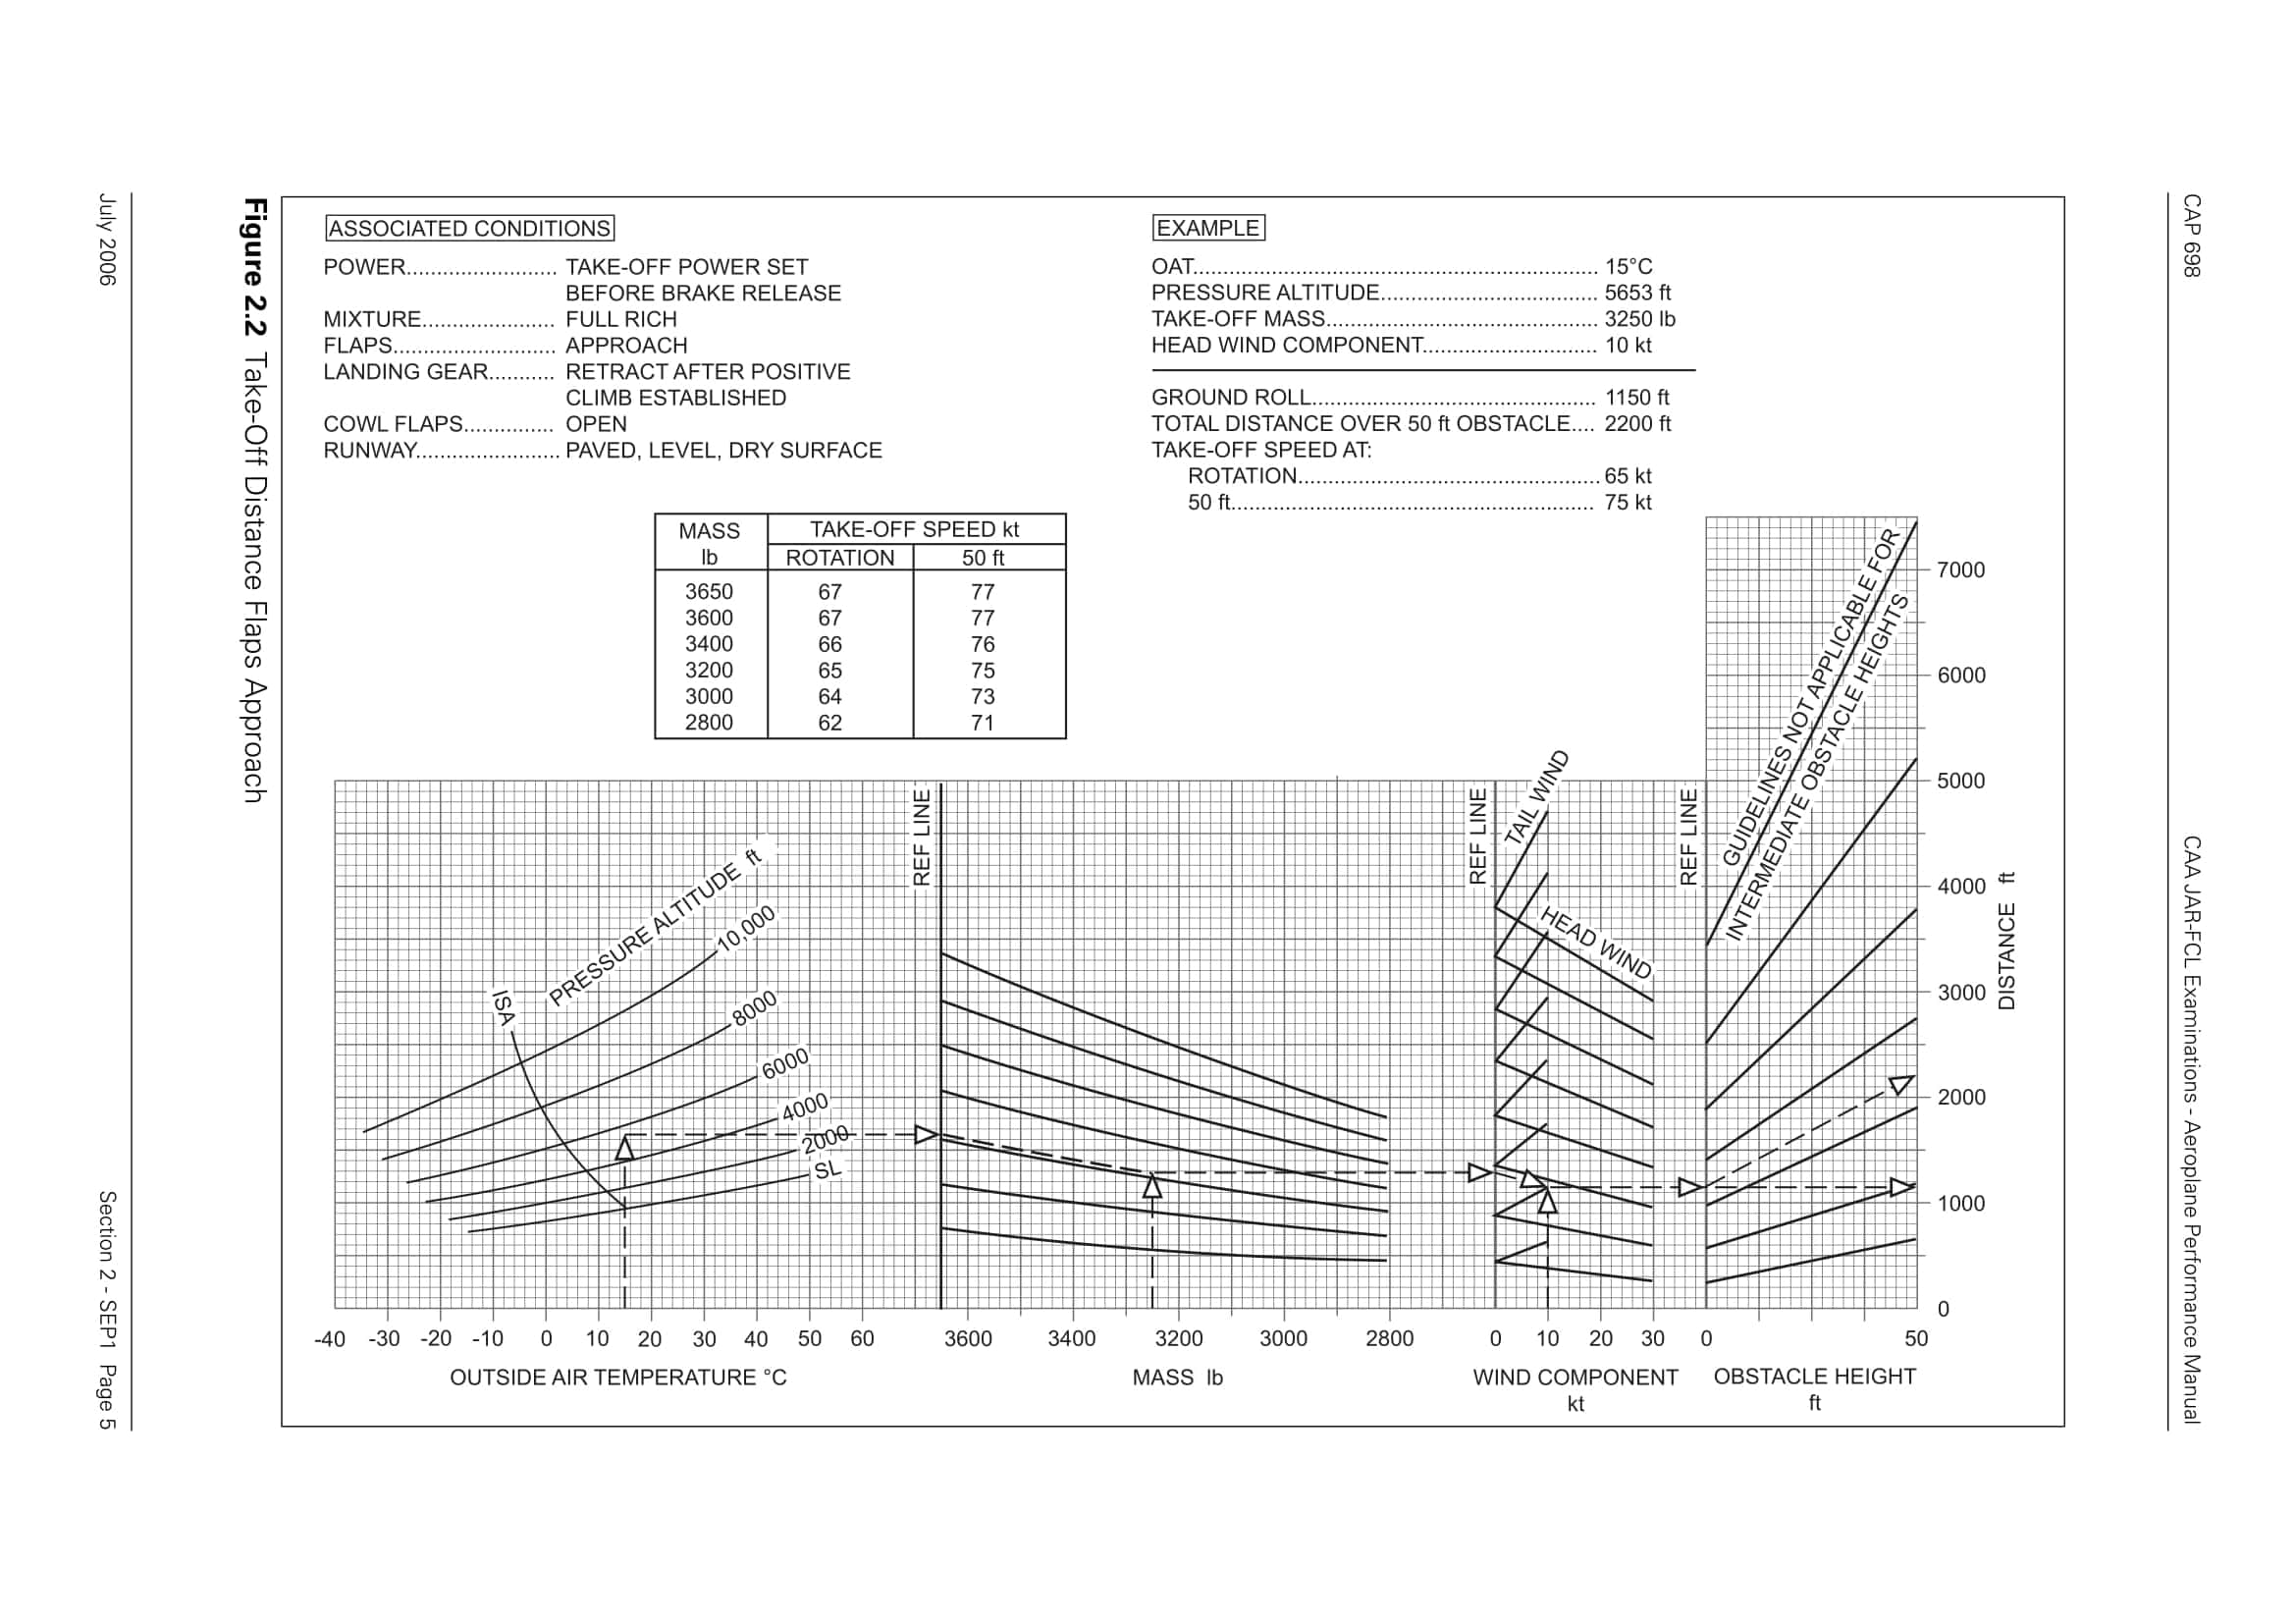 CAP 698
CAA JAR-FCL Examinations - Aeroplane Performance Manual
ASSOCIATED CONDITIONS
POWER......................... TAKE-OFF POWER SET
BEFORE BRAKE RELEASE
MIXTURE...................... FULL RICH
FLAPS........................... APPROACH
LANDING GEAR........... RETRACT AFTER POSITIVE
CLIMB ESTABLISHED
COWL FLAPS............... OPEN
RUNWAY........................ PAVED, LEVEL, DRY SURFACE
EXAMPLE
OAT.................................................................... 15°C
PRESSURE ALTITUDE.................................... 5653 ft
TAKE-OFF MASS............................................. 3250 lb
HEAD WIND COMPONENT............................. 10 kt
GROUND ROLL................................................ 1150 ft
TOTAL DISTANCE OVER 50 ft OBSTACLE.... 2200 ft
TAKE-OFF SPEED AT:
ROTATION.................................................. 65 kt
50 ft............................................................. 75 kt
MASS lb TAKE-OFF SPEED kt
ROTATION 50 ft
3650 67 77
3600 67 77
3400 66 76
3200 65 75
3000 64 73
2800 62 71
ISA
PRESSURE ALTITUDE ft
10,000
8000
6000
4000
2000
SL
REF LINE
REF LINE
TAIL WIND
HEAD WIND
REF LINE
GUIDELINES NOT APPLICABLE FOR
INTERMEDIATE OBSTACLE HEIGHTS
7000
6000
5000
4000
3000
2000
1000
0
DISTANCE ft
-40 -30 -20 -10 0 10 20 30 40 50 60
3600 3400 3200 3000 2800
0 10 20 30
0 50
OUTSIDE AIR TEMPERATURE °C
MASS lb
WIND COMPONENT
kt
OBSTACLE HEIGHT
ft
Figure 2.2 Take-Off Distance Flaps Approach
July 2006
Section 2 - SEP1 Page 5